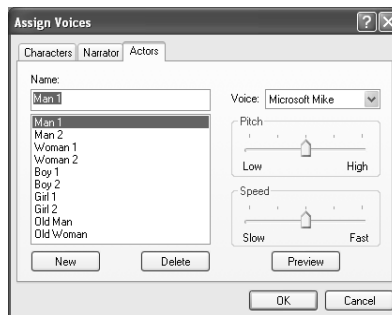 Assign Voices
Characters Narrator Actors
Name:
Man 1
Man 1
Man 2
Woman 1
Woman 2
Boy 1
Boy 2
Girl 1
Girl 2
Old Man
Old Woman
New Delete
Voice: Microsoft Mike
Pitch
Low High
Speed
Slow Fast
Preview
OK Cancel